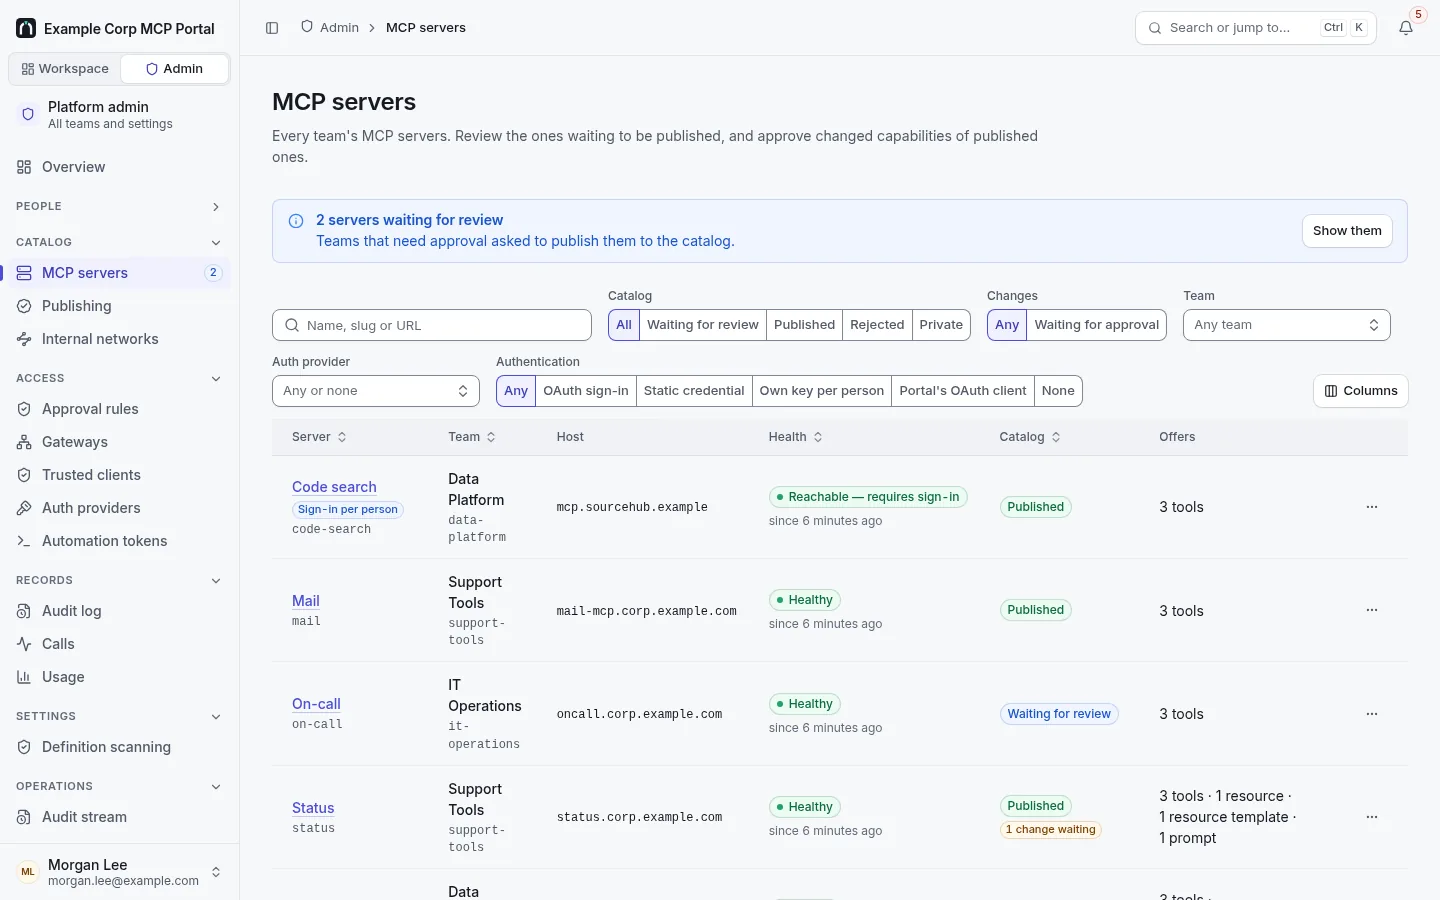 Example Corp MCP Portal
Workspace
Admin
Platform admin
All teams and settings
Overview
PEOPLE
CATALOG
MCP servers
2
Publishing
Internal networks
ACCESS
Approval rules
Gateways
Trusted clients
Auth providers
Automation tokens
RECORDS
Audit log
Calls
Usage
SETTINGS
Definition scanning
OPERATIONS
Audit stream
ML
Morgan Lee
morgan.lee@example.com
Admin
MCP servers
Search or jump to...
Ctrl
K
5
MCP servers
Every team's MCP servers. Review the ones waiting to be published, and approve changed capabilities of published
ones.
2 servers waiting for review
Teams that need approval asked to publish them to the catalog.
Show them
Name, slug or URL
Catalog
All
Waiting for review
Published
Rejected
Private
Changes
Any
Waiting for approval
Team
Any team
Auth provider
Any or none
Authentication
Any
OAuth sign-in
Static credential
Own key per person
Portal's OAuth client
None
Columns
Server
Team
Host
Health
Catalog
Offers
Code search
Sign-in per person
code-search
Data
Platform
data-
platform
mcp.sourcehub.example
Reachable — requires sign-in
since 6 minutes ago
Published
3 tools
Mail
mail
Support
Tools
support-
tools
mail-mcp.corp.example.com
Healthy
since 6 minutes ago
Published
3 tools
On-call
on-call
IT
Operations
it-
operations
oncall.corp.example.com
Healthy
since 6 minutes ago
Waiting for review
3 tools
Status
status
Support
Tools
support-
tools
status.corp.example.com
Healthy
since 6 minutes ago
Published
1 change waiting
3 tools · 1 resource ·
1 resource template ·
1 prompt
Data
3 tools ·